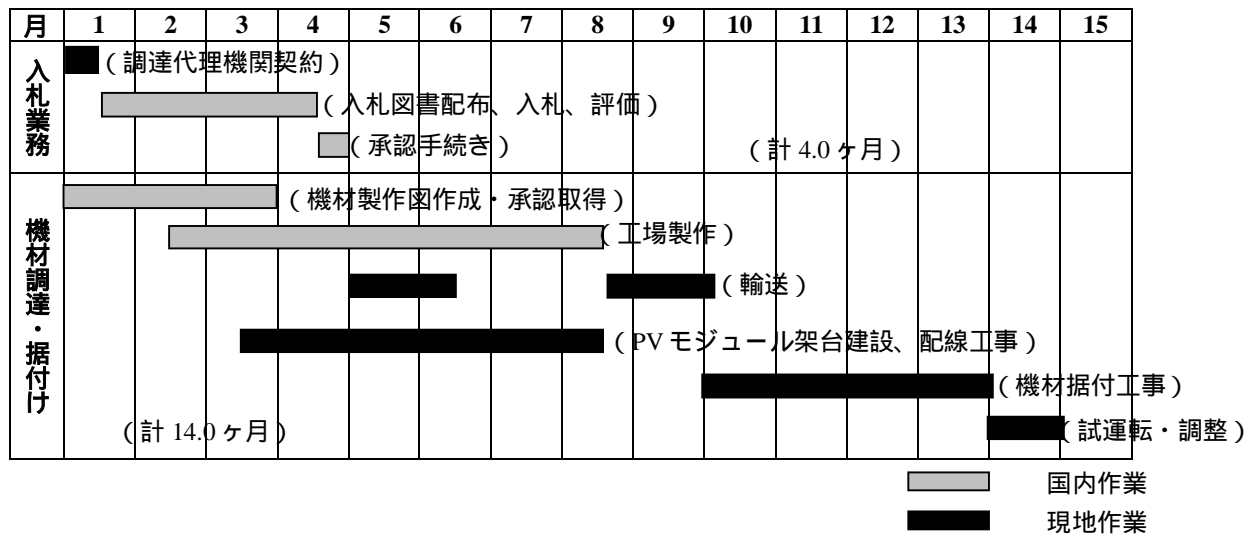 月 1 2 3 4 5 6 7 8 9 10 11 12 13 14 15
入札業務
（調達代理機関契約）
（入札図書配布、入札、評価）
（承認手続き）
（計 4.0 ヶ月）
機材調達・据付け
（機材製作図作成・承認取得）
（工場製作）
（輸送）
（PV モジュール架台建設、配線工事）
（機材据付工事）
（計 14.0 ヶ月）
（試運転・調整）
国内作業
現地作業